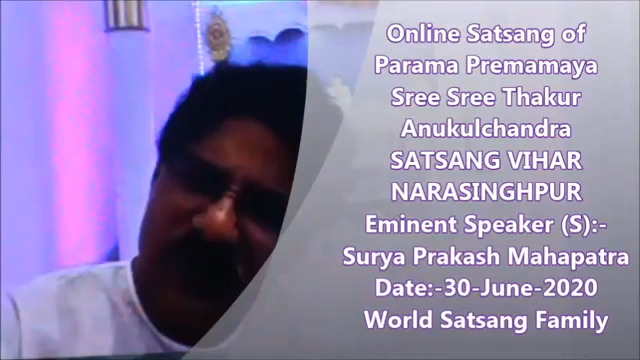 Online Satsang of
Parama Premamaya
Sree Sree Thakur
Anukulchandra
SATSANG VIHAR
NARASINGHPUR
Eminent Speaker (S):-
Surya Prakash Mahapatra
Date:-30-June-2020
World Satsang Family